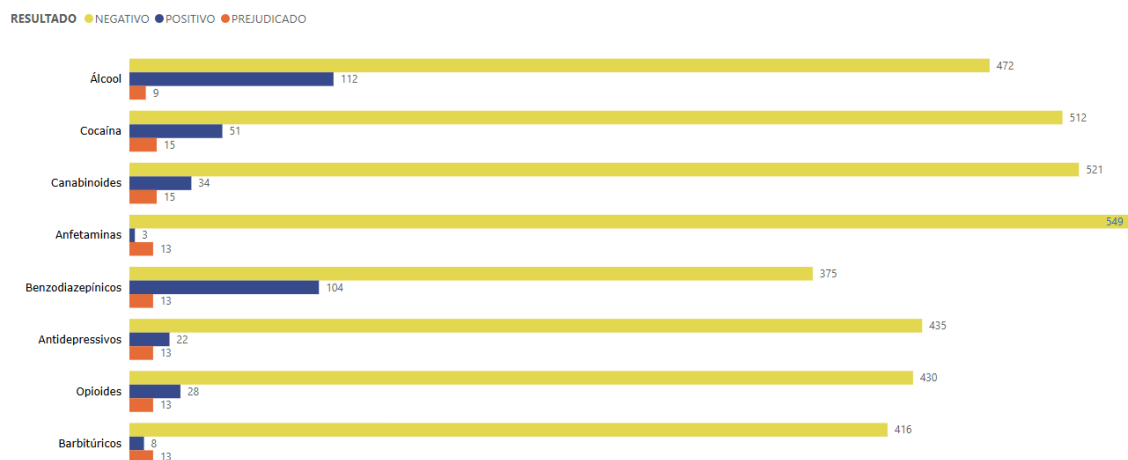 RESULTADO NEGATIVO POSITIVO PREJUDICADO
Álcool 472
112
9
Cocaína 512
51
15
Canabinoides 521
34
15
Anfetaminas 549
3
13
Benzodiazepínicos 375
104
13
Antidepressivos 435
22
13
Opioides 430
28
13
Barbitúricos 416
8
13